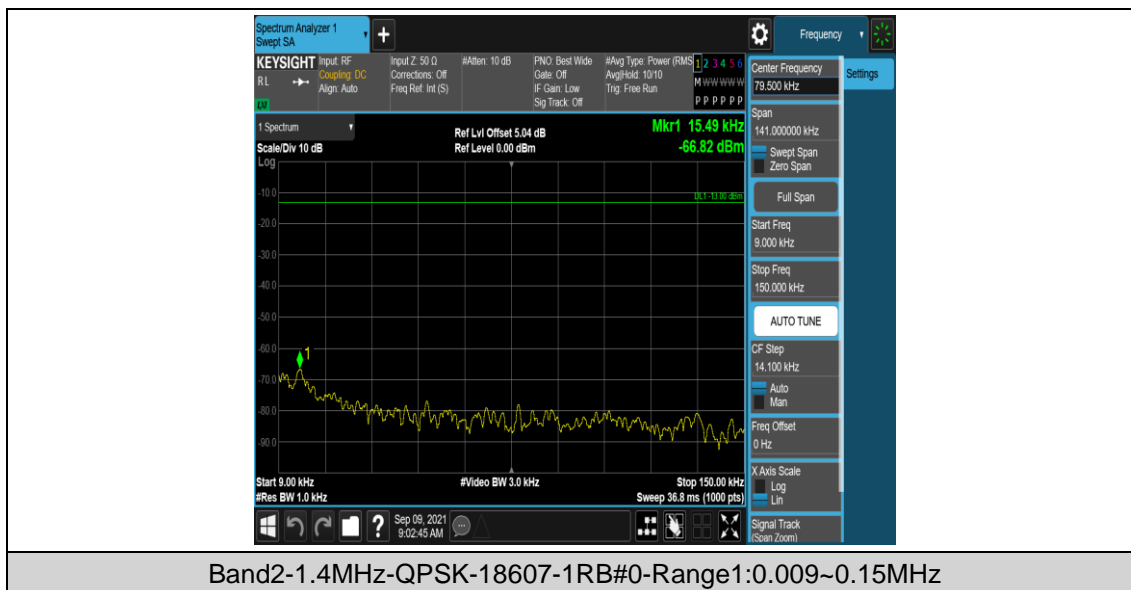 Spectrum Analyzer 1
Swept SA
+
Frequency
KEYSIGHT
RL
LXI
Input: RF
Coupling: DC
Align: Auto
Input Z: 50 Ω
Corrections: Off
Freq Ref: Int (S)
#Atten: 10 dB
PNO: Best Wide
Gate: Off
IF Gain: Low
Sig Track: Off
#Avg Type: Power (RMS
Avg|Hold: 10/10
Trig: Free Run
1 2 3 4 5 6
M W W W W W
P P P P P P
1 Spectrum
Scale/Div 10 dB
Ref Lvl Offset 5.04 dB
Ref Level 0.00 dBm
Mkr1 15.49 kHz
-66.82 dBm
Log
DL1 -13.00 dBm
-10.0
-20.0
-30.0
-40.0
-50.0
-60.0
-70.0
-80.0
-90.0
1
Start 9.00 kHz
#Res BW 1.0 kHz
#Video BW 3.0 kHz
Stop 150.00 kHz
Sweep 36.8 ms (1000 pts)
?
Sep 09, 2021
9:02:45 AM
Center Frequency
79.500 kHz
Settings
Span
141.000000 kHz
Swept Span
Zero Span
Full Span
Start Freq
9.000 kHz
Stop Freq
150.000 kHz
AUTO TUNE
CF Step
14.100 kHz
Auto
Man
Freq Offset
0 Hz
X Axis Scale
Log
Lin
Signal Track
(Span Zoom)
Band2-1.4MHz-QPSK-18607-1RB#0-Range1:0.009~0.15MHz